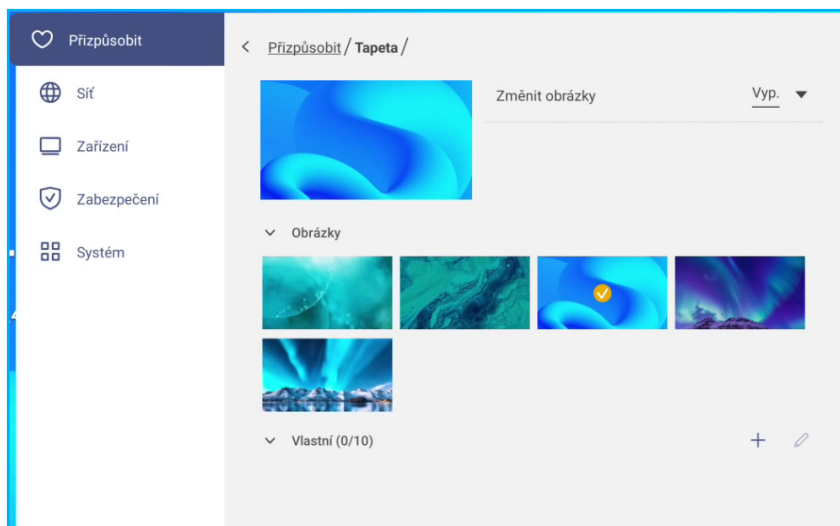 Přizpůsobit
Síť
Zařízení
Zabezpečení
Systém
Přizpůsobit / Tapeta /
Změnit obrázky
Vyp.
Obrázky
Vlastní (0/10)